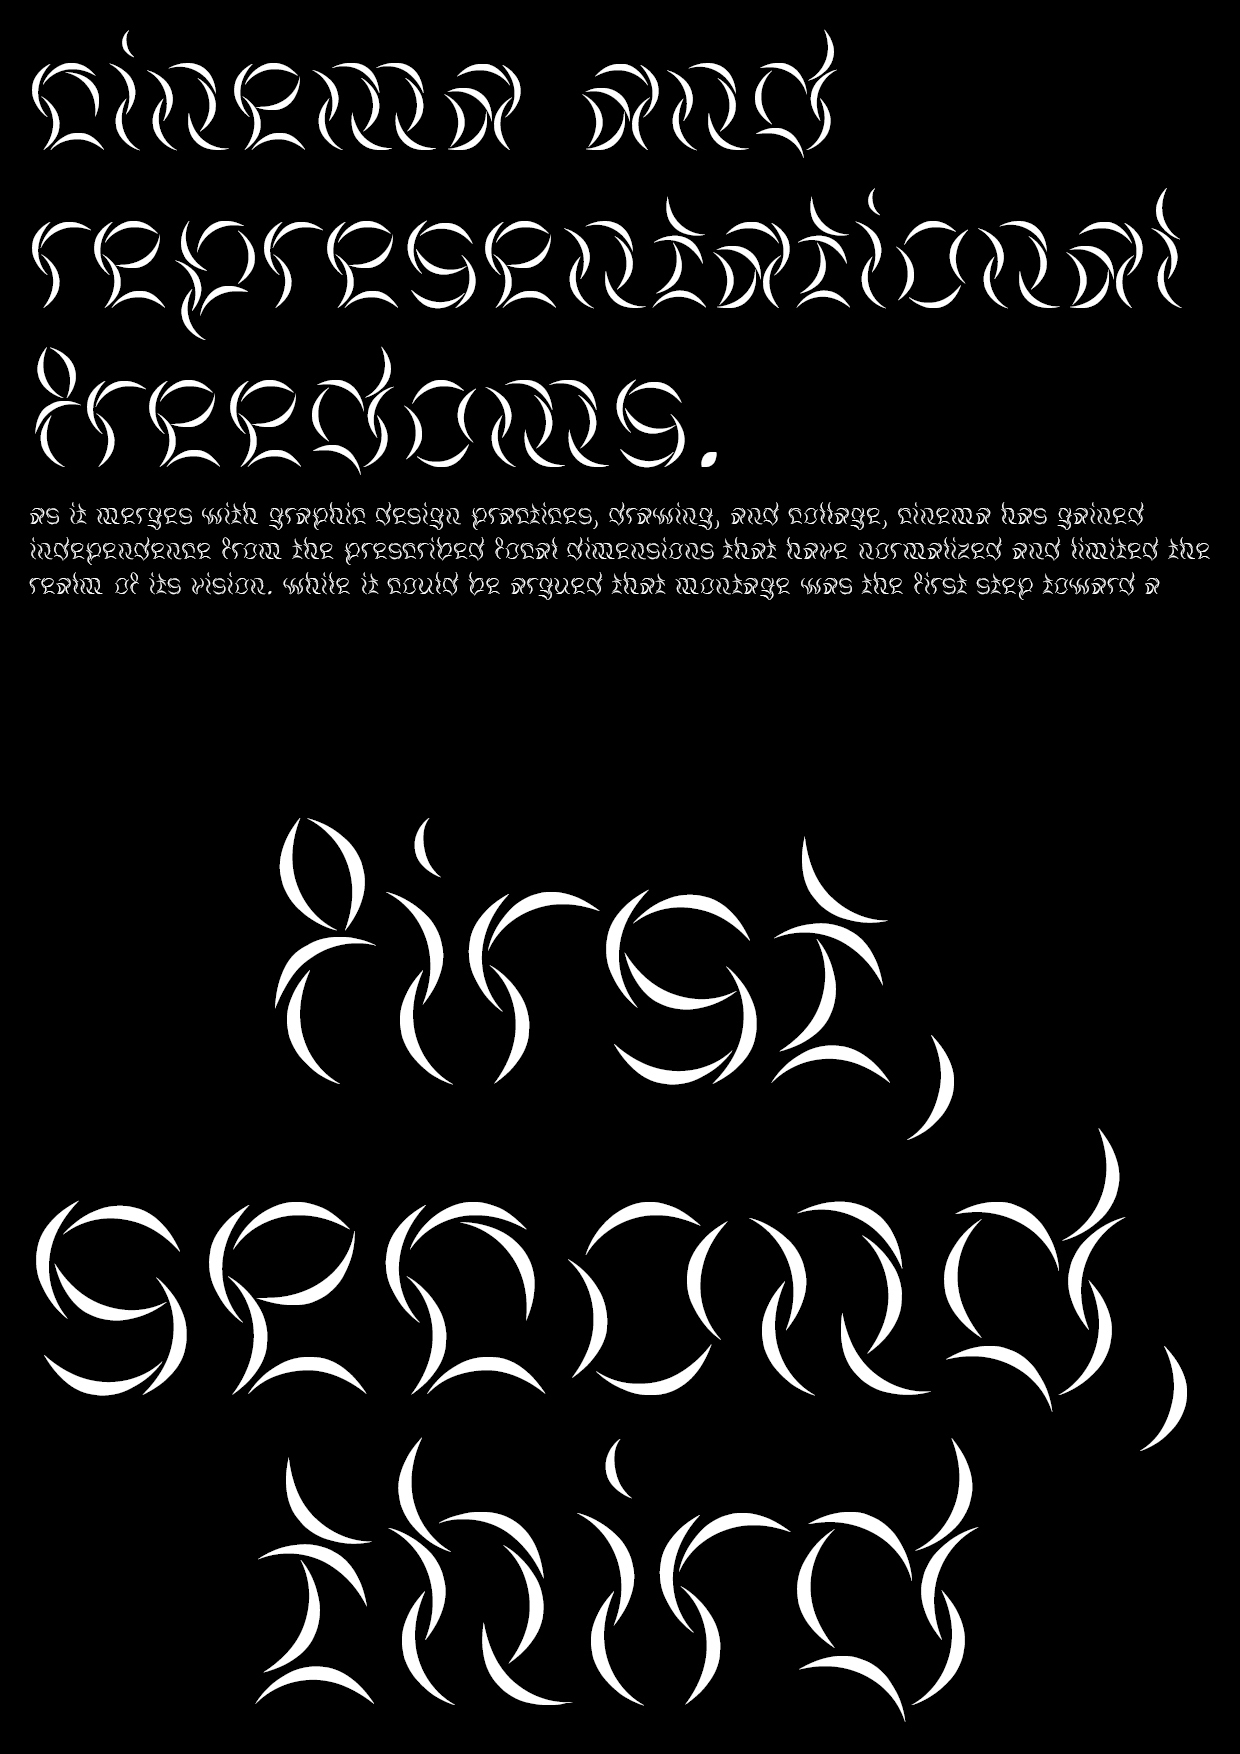 cinema and
representational
freedoms.
as it merges with graphic design practices, drawing, and collage, cinema has gained
independence from the prescribed focal dimensions that have normalized and limited the
realm of its vision. while it could be argued that montage was the first step toward a
first,
second,
third